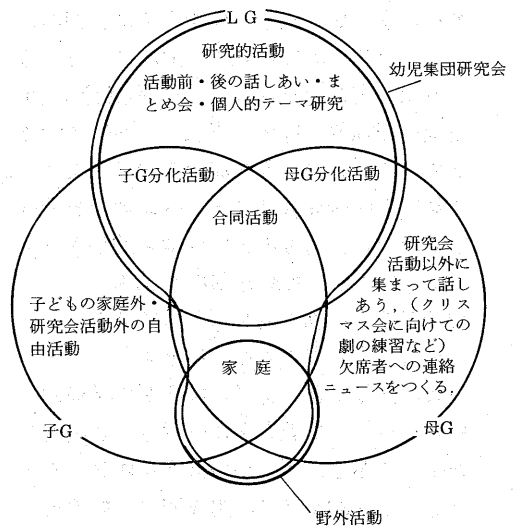 ＬＧ
研究的活動
活動前・後の話しあい・ま
とめ会・個人的テーマ研究
幼児集団研究会
子G分化活動
母G分化活動
合同活動
研究会
活動以外に
集まって話し
あう，（クリス
マス会に向けての
劇の練習など）
欠席者への連絡
ニュースをつくる．
子どもの家庭外・
研究会活動外の自
由活動
家　庭
子G
母G
野外活動